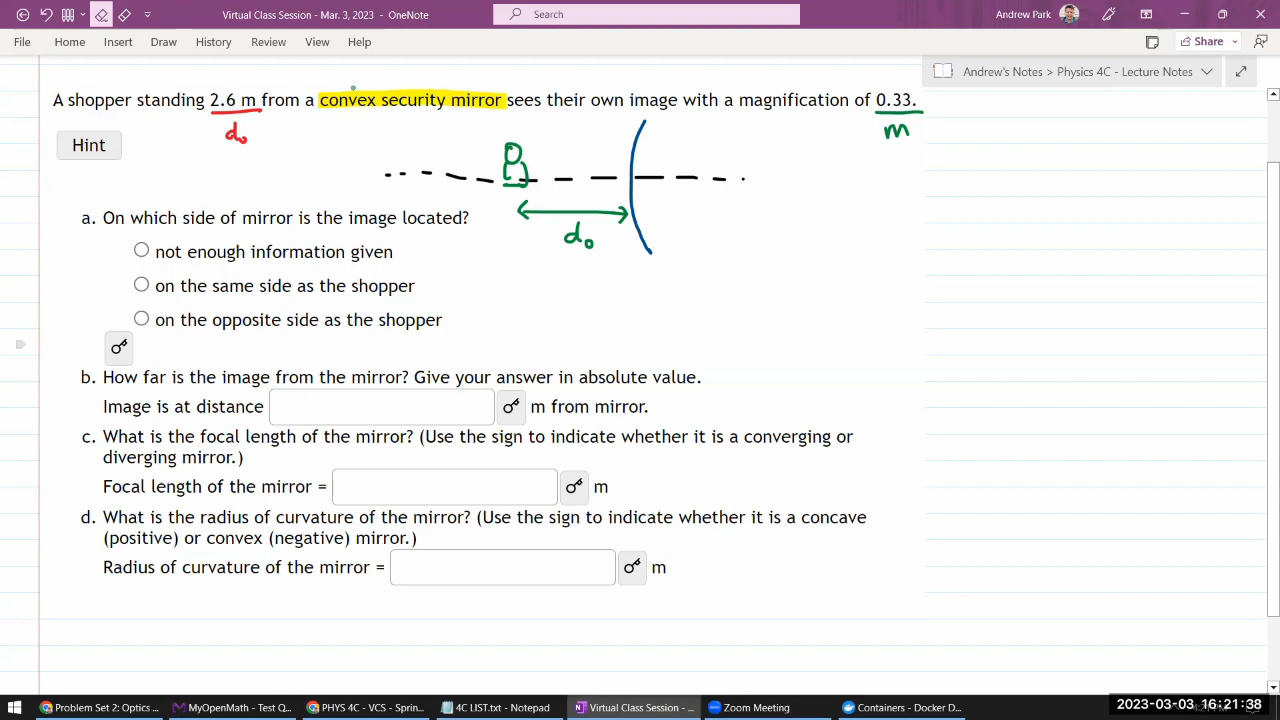 Virtual Class Session - Mar. 3, 2023 - OneNote
Search
Andrew Park
File Home Insert Draw History Review View Help
Share
Andrew's Notes > Physics 4C - Lecture Notes
A shopper standing 2.6 m from a convex security mirror sees their own image with a magnification of 0.33.
do
m
Hint
do
a. On which side of mirror is the image located?
not enough information given
on the same side as the shopper
on the opposite side as the shopper
b. How far is the image from the mirror? Give your answer in absolute value.
Image is at distance m from mirror.
c. What is the focal length of the mirror? (Use the sign to indicate whether it is a converging or
diverging mirror.)
Focal length of the mirror = m
d. What is the radius of curvature of the mirror? (Use the sign to indicate whether it is a concave
(positive) or convex (negative) mirror.)
Radius of curvature of the mirror = m
Problem Set 2: Optics ... MyOpenMath - Test Q... PHYS 4C - VCS - Sprin... 4C LIST.txt - Notepad Virtual Class Session - ... Zoom Meeting Containers - Docker D...
2023-03-03 16:21:38